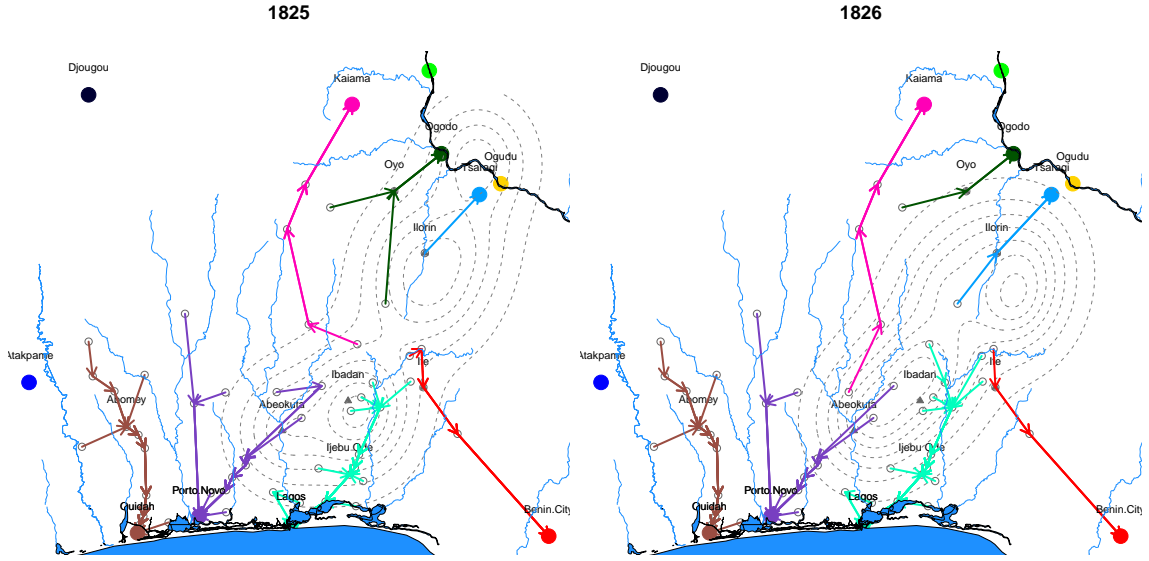 1825
1826
Djougou
Kaiama
Ogodo
Oyo
Ogudu
Tsaragi
Ilorin
Atakpame
Ife
Ibadan
Abomey
Abeokuta
Ijebu Ode
Porto Novo
Lagos
Ouidah
Benin.City
Djougou
Kaiama
Ogodo
Oyo
Ogudu
Tsaragi
Ilorin
Atakpame
Ife
Ibadan
Abomey
Abeokuta
Ijebu Ode
Porto Novo
Lagos
Ouidah
Benin.City